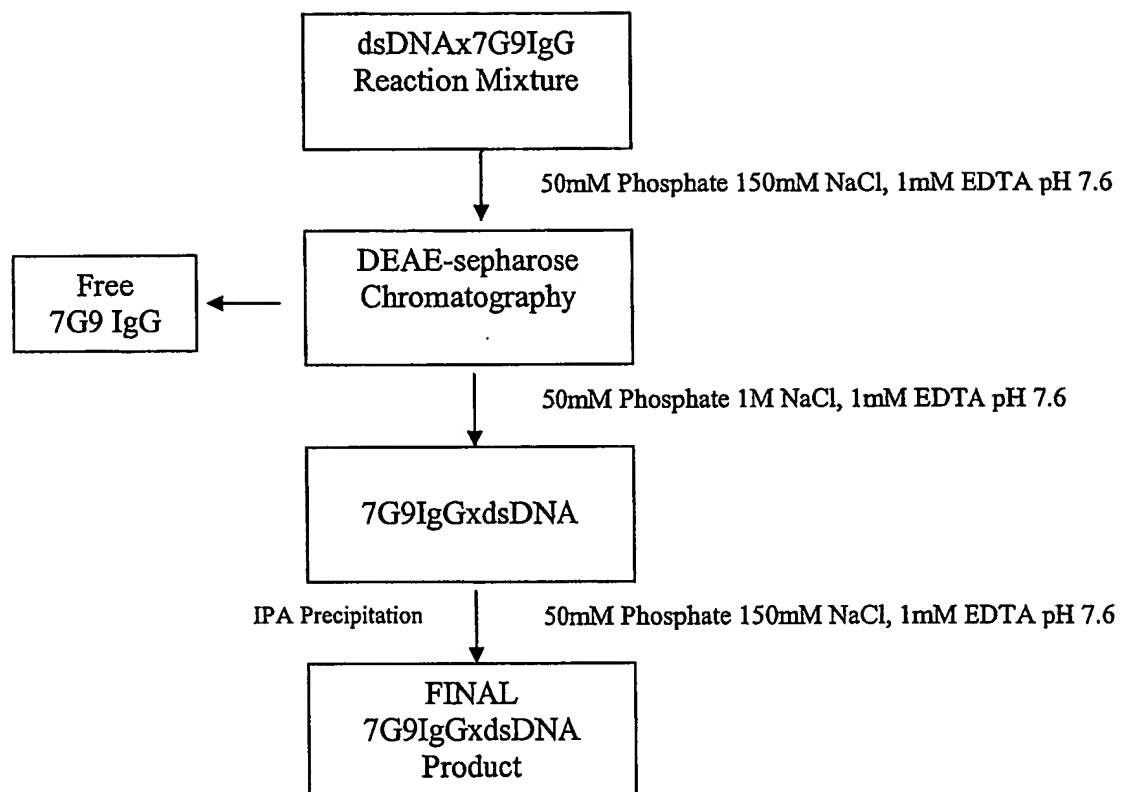 dsDNAx7G9IgG
Reaction Mixture
50mM Phosphate 150mM NaCl, 1mM EDTA pH 7.6
DEAE-sepharose
Chromatography
Free
7G9 IgG
50mM Phosphate 1M NaCl, 1mM EDTA pH 7.6
7G9IgGxdsDNA
IPA Precipitation
50mM Phosphate 150mM NaCl, 1mM EDTA pH 7.6
FINAL
7G9IgGxdsDNA
Product